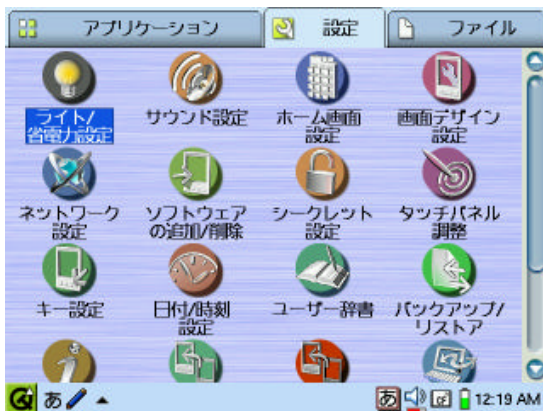 アプリケーション
設定
ファイル
ライト/
省電力設定
サウンド設定
ホーム画面
設定
画面デザイン
設定
ネットワーク
設定
ソフトウェア
の追加/削除
シークレット
設定
タッチパネル
調整
キー設定
日付/時刻
設定
ユーザー辞書
バックアップ/
リストア
あ
あ
CF
12:19 AM